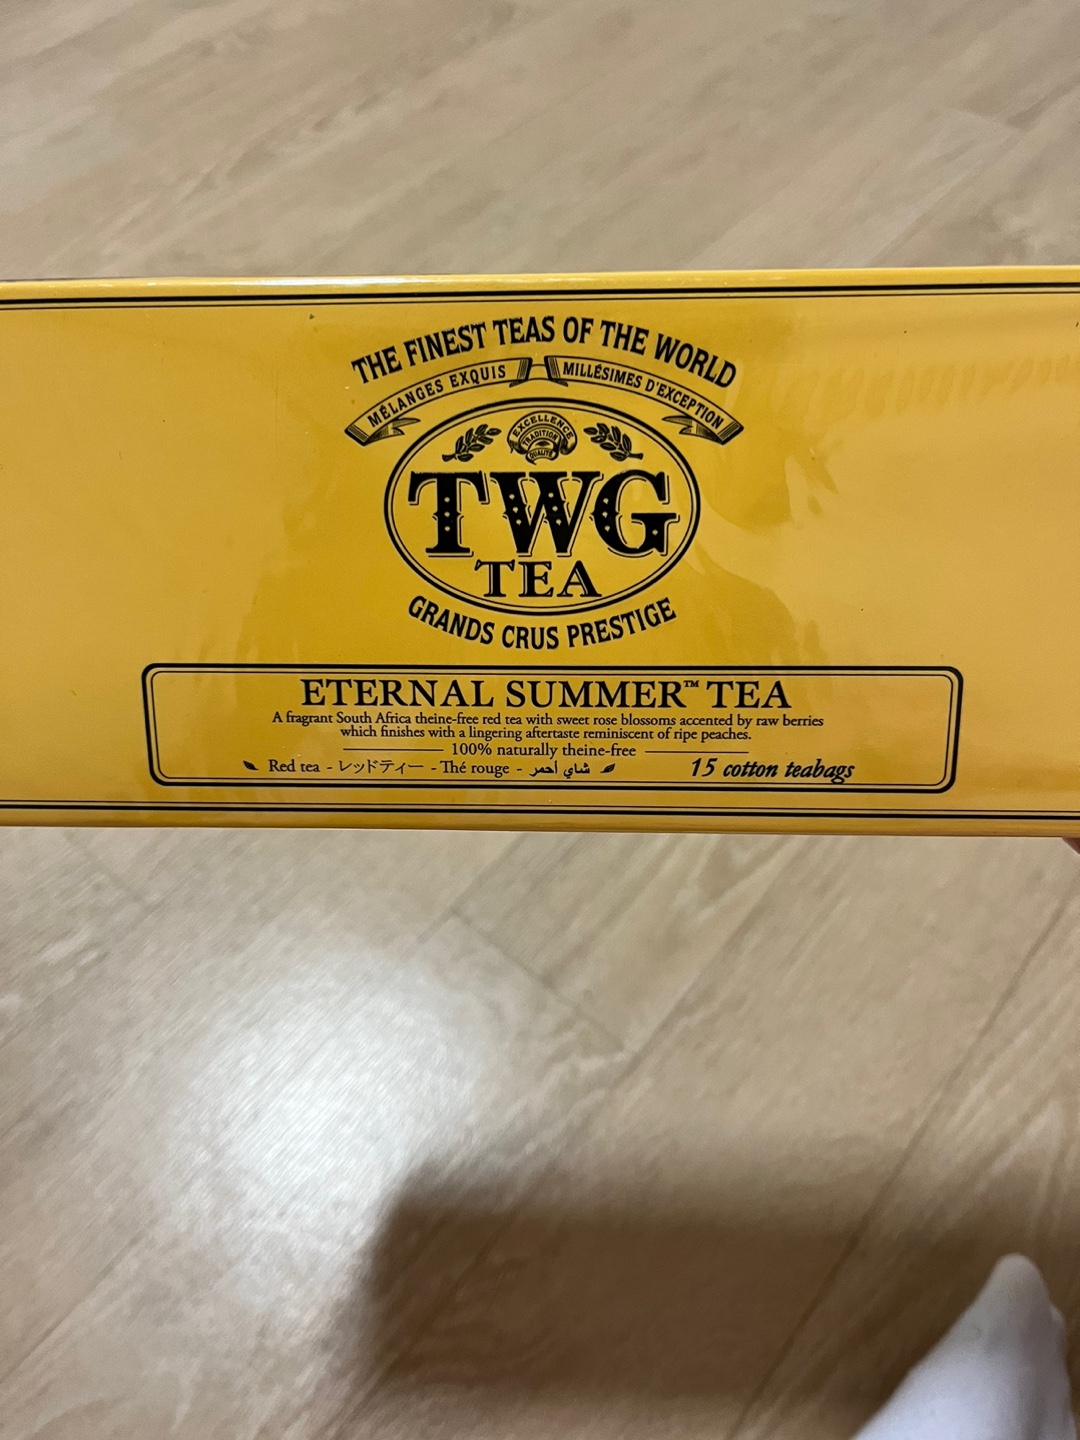 THE FINEST TEAS OF THE WORLD
MÉLANGES EXQUIS MILLÉSIMES D'EXCEPTION
EXCELLENCE
TRADITION
QUALITÉ
TWG
TEA
GRANDS CRUS PRESTIGE
ETERNAL SUMMER™ TEA
A fragrant South Africa theine-free red tea with sweet rose blossoms accented by raw berries
which finishes with a lingering aftertaste reminiscent of ripe peaches.
100% naturally theine-free
Red tea - レッドティー - Thé rouge - شاي أحمر
15 cotton teabags